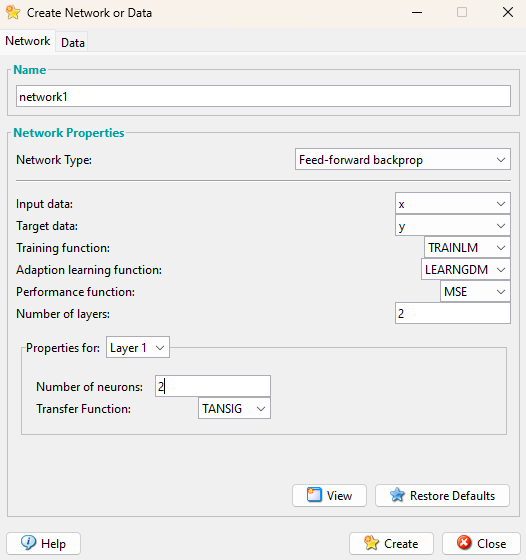 Create Network or Data
Network Data
Name
network1
Network Properties
Network Type: Feed-forward backprop
Input data: x
Target data: y
Training function: TRAINLM
Adaption learning function: LEARNGDM
Performance function: MSE
Number of layers: 2
Properties for: Layer 1
Number of neurons: 2
Transfer Function: TANSIG
View Restore Defaults
Help Create Close